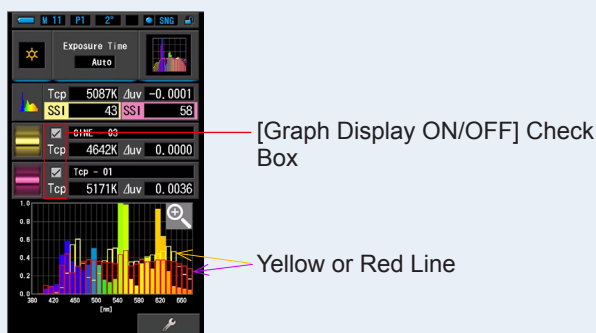 M 11 P1 2° SNG
Exposure Time
Auto
Tcp 5087K ⊿uv -0.0001
SSI 43 SSI 58
CINE - 03
Tcp 4642K ⊿uv 0.0000
Tcp - 01
Tcp 5171K ⊿uv 0.0036
[Graph Display ON/OFF] Check
Box
1.0
0.8
0.6
0.4
0.2
0.0
380 420 460 500 540 580 620 660
[nm]
Yellow or Red Line